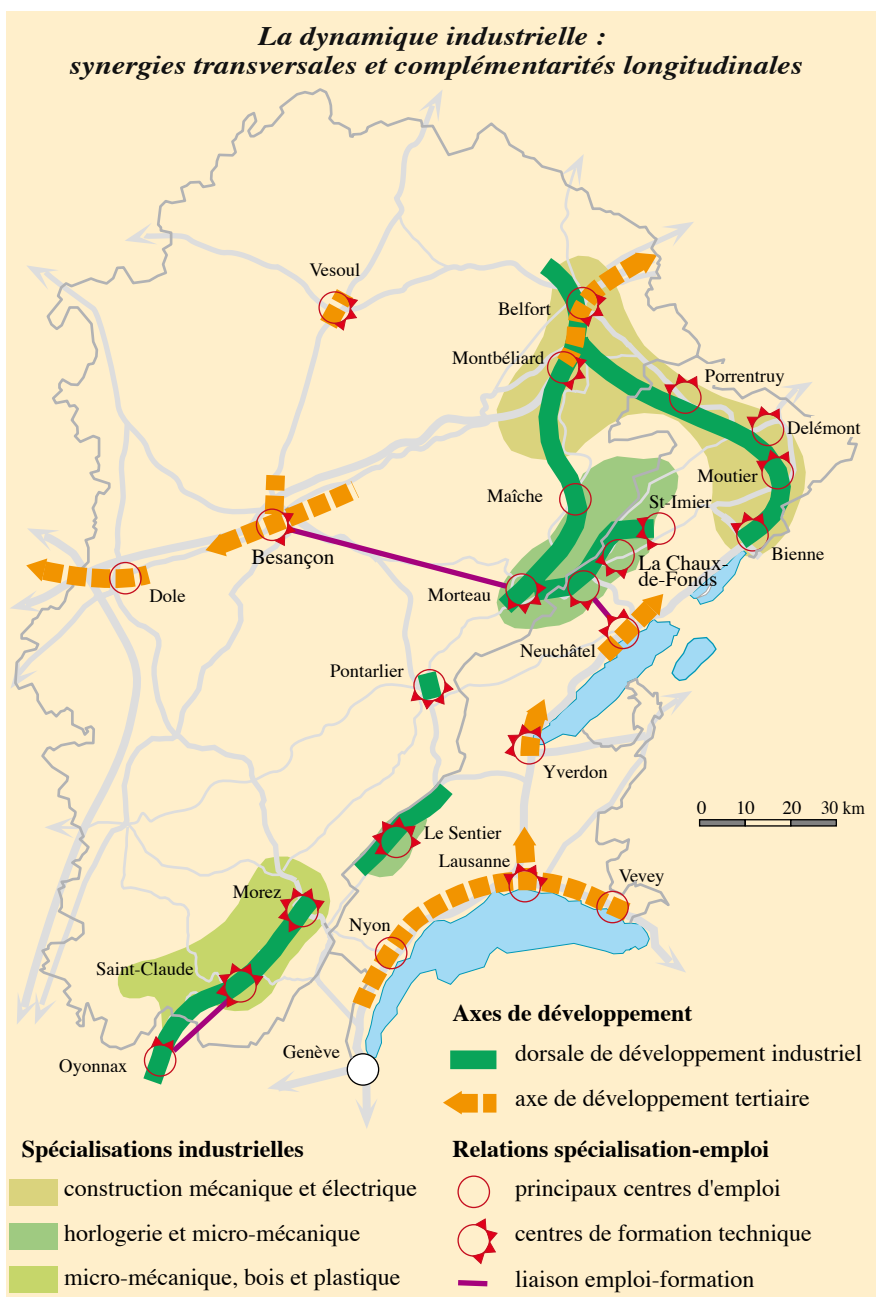 La dynamique industrielle :
synergies transversales et complémentarités longitudinales
Vesoul
Belfort
Montbéliard
Porrentruy
Delémont
Moutier
Maîche
St-Imier
Besançon
Bienne
La Chaux-
de-Fonds
Dole
Morteau
Neuchâtel
Pontarlier
Yverdon
0 10 20 30 km
Le Sentier
Lausanne
Vevey
Morez
Nyon
Saint-Claude
Genève
Oyonnax
Axes de développement
dorsale de développement industriel
axe de développement tertiaire
Spécialisations industrielles
construction mécanique et électrique
horlogerie et micro-mécanique
micro-mécanique, bois et plastique
Relations spécialisation-emploi
principaux centres d'emploi
centres de formation technique
liaison emploi-formation